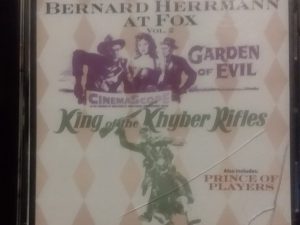 BERNARD HERRMANN
AT FOX
VOL. 2
GARDEN
OF EVIL
CINEMASCOPE
King of the Khyber Rifles
Also includes:
PRINCE OF
PLAYERS